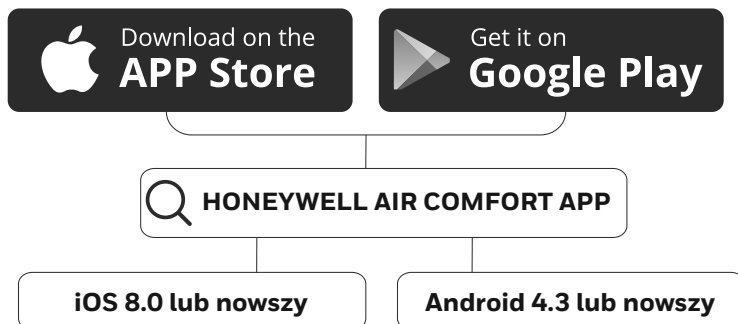 Download on the
APP Store
Get it on
Google Play
HONEYWELL AIR COMFORT APP
iOS 8.0 lub nowszy
Android 4.3 lub nowszy